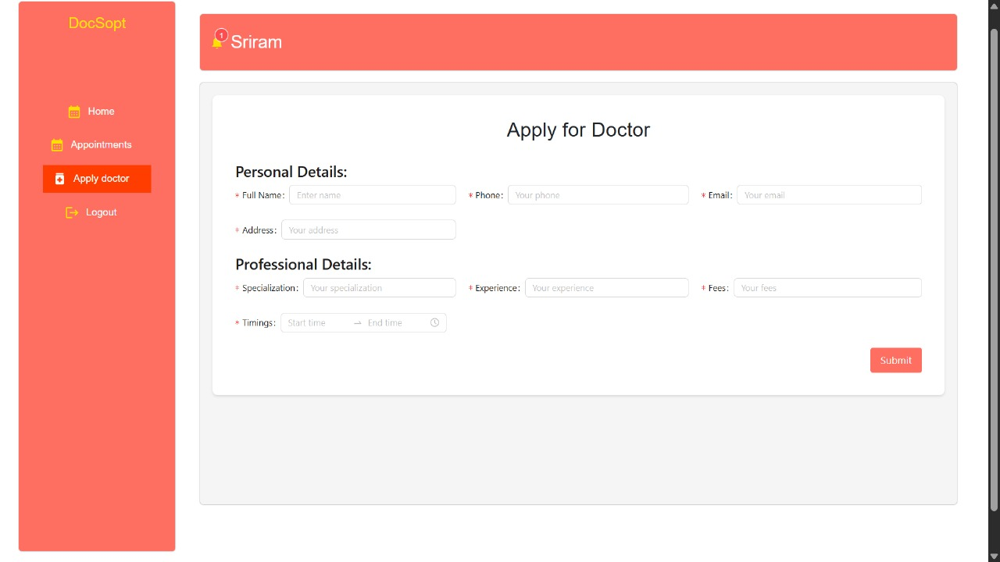 DocSopt
Home
Appointments
Apply doctor
Logout
1
Sriram
Apply for Doctor
Personal Details:
* Full Name: Enter name * Phone: Your phone * Email: Your email
* Address: Your address
Professional Details:
* Specialization: Your specialization * Experience: Your experience * Fees: Your fees
* Timings: Start time → End time
Submit